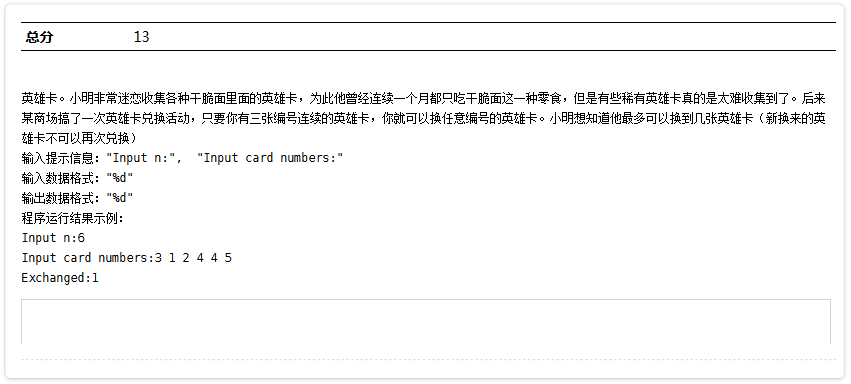 总分 13
英雄卡。小明非常迷恋收集各种干脆面里面的英雄卡，为此他曾经连续一个月都只吃干脆面这一种零食，但是有些稀有英雄卡真的是太难收集到了。后来
某商场搞了一次英雄卡兑换活动，只要你有三张编号连续的英雄卡，你就可以换任意编号的英雄卡。小明想知道他最多可以换到几张英雄卡（新换来的英
雄卡不可以再次兑换）
输入提示信息："Input n:", "Input card numbers:"
输入数据格式："%d"
输出数据格式："%d"
程序运行结果示例：
Input n:6
Input card numbers:3 1 2 4 4 5
Exchanged:1